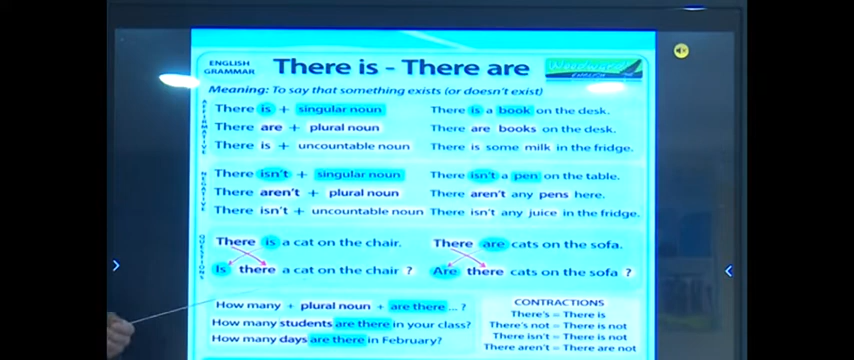 ENGLISH
GRAMMAR
There is - There are
Woodward
ENGLISH
Meaning: To say that something exists (or doesn't exist)
AFFIRMATIVE
There is + singular noun There is a book on the desk.
There are + plural noun There are books on the desk.
There is + uncountable noun There is some milk in the fridge.
NEGATIVE
There isn't + singular noun There isn't a pen on the table.
There aren't + plural noun There aren't any pens here.
There isn't + uncountable noun There isn't any juice in the fridge.
QUESTIONS
There is a cat on the chair. There are cats on the sofa.
Is there a cat on the chair ? Are there cats on the sofa ?
How many + plural noun + are there ... ?
How many students are there in your class?
How many days are there in February?
CONTRACTIONS
There's = There is
There's not = There is not
There isn't = There is not
There aren't = There are not